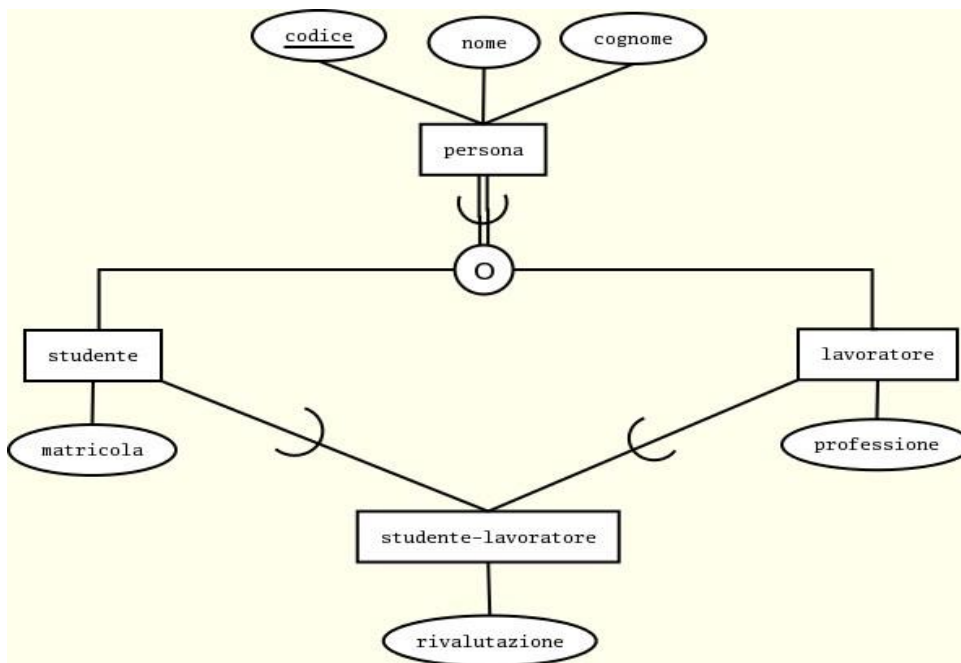 codice
nome
cognome
persona
O
studente
lavoratore
matricola
professione
studente-lavoratore
rivalutazione